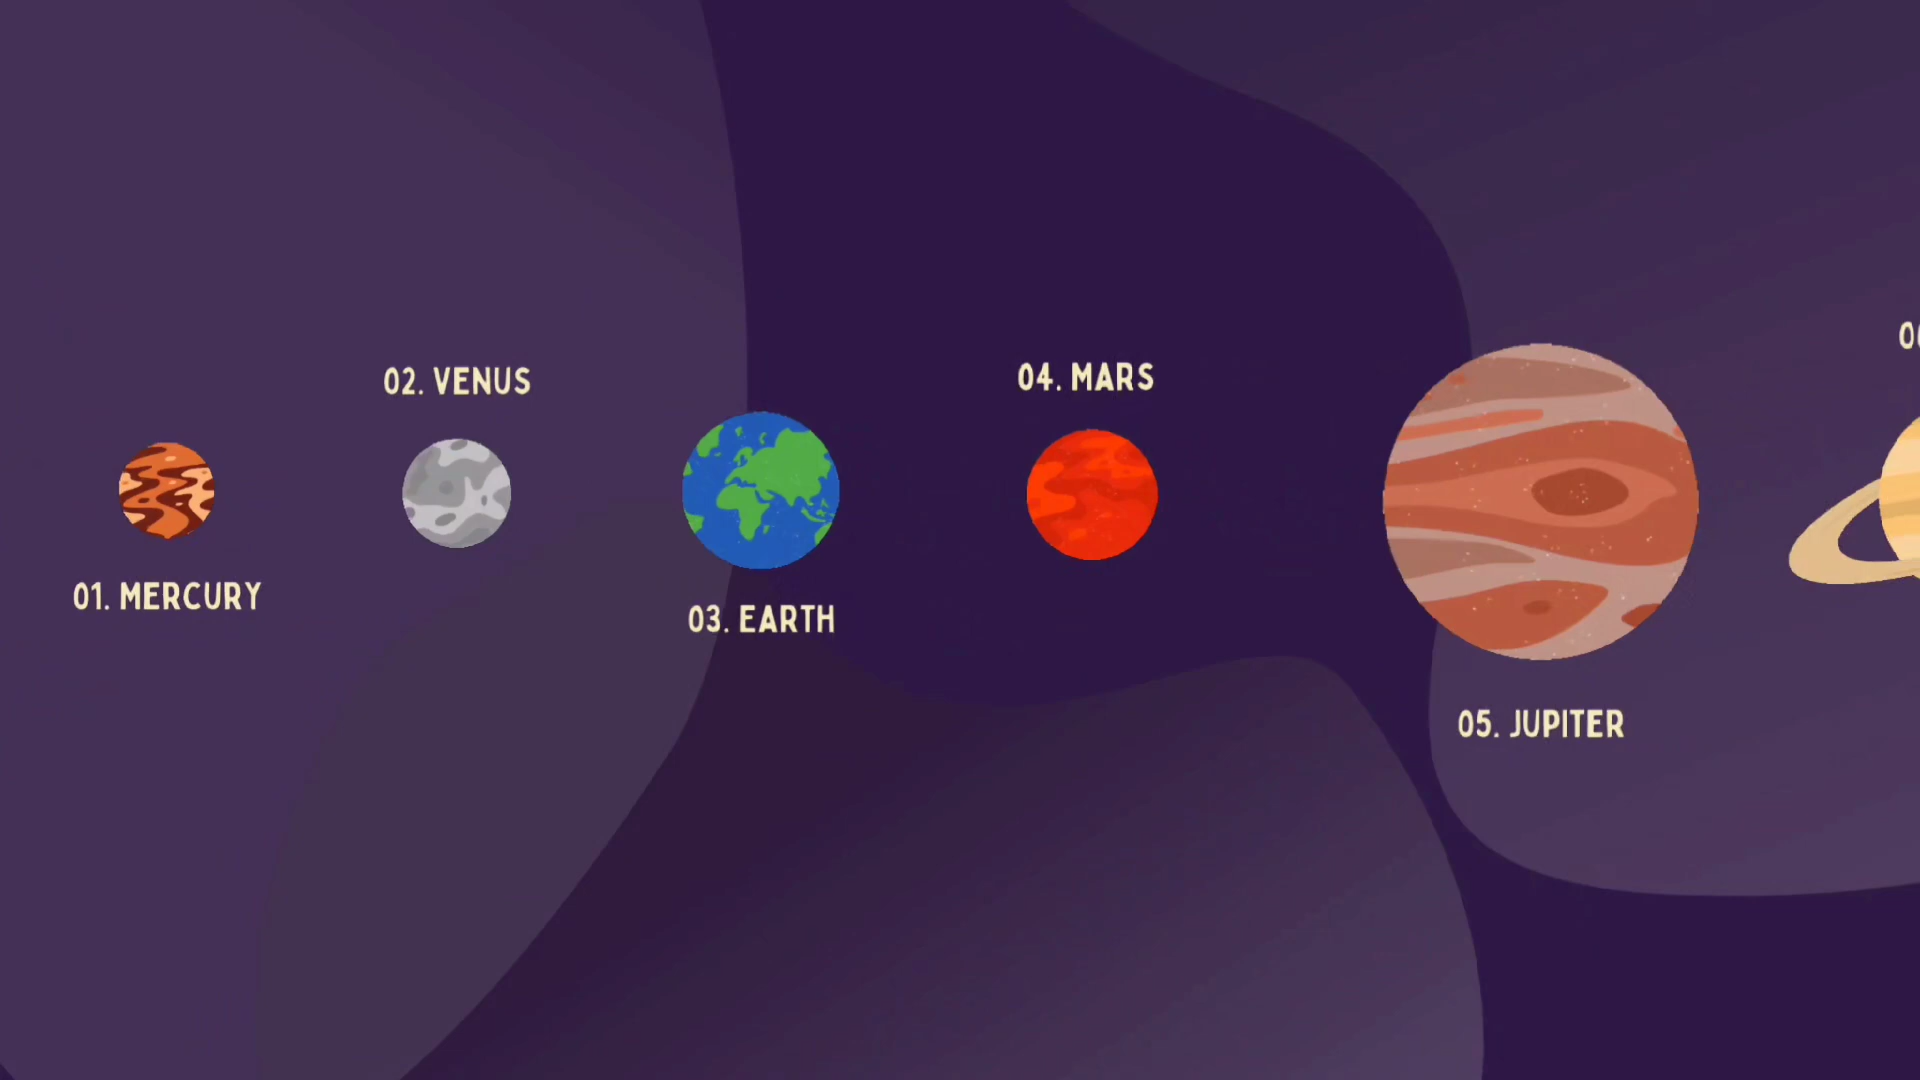 01. MERCURY
02. VENUS
03. EARTH
04. MARS
05. JUPITER